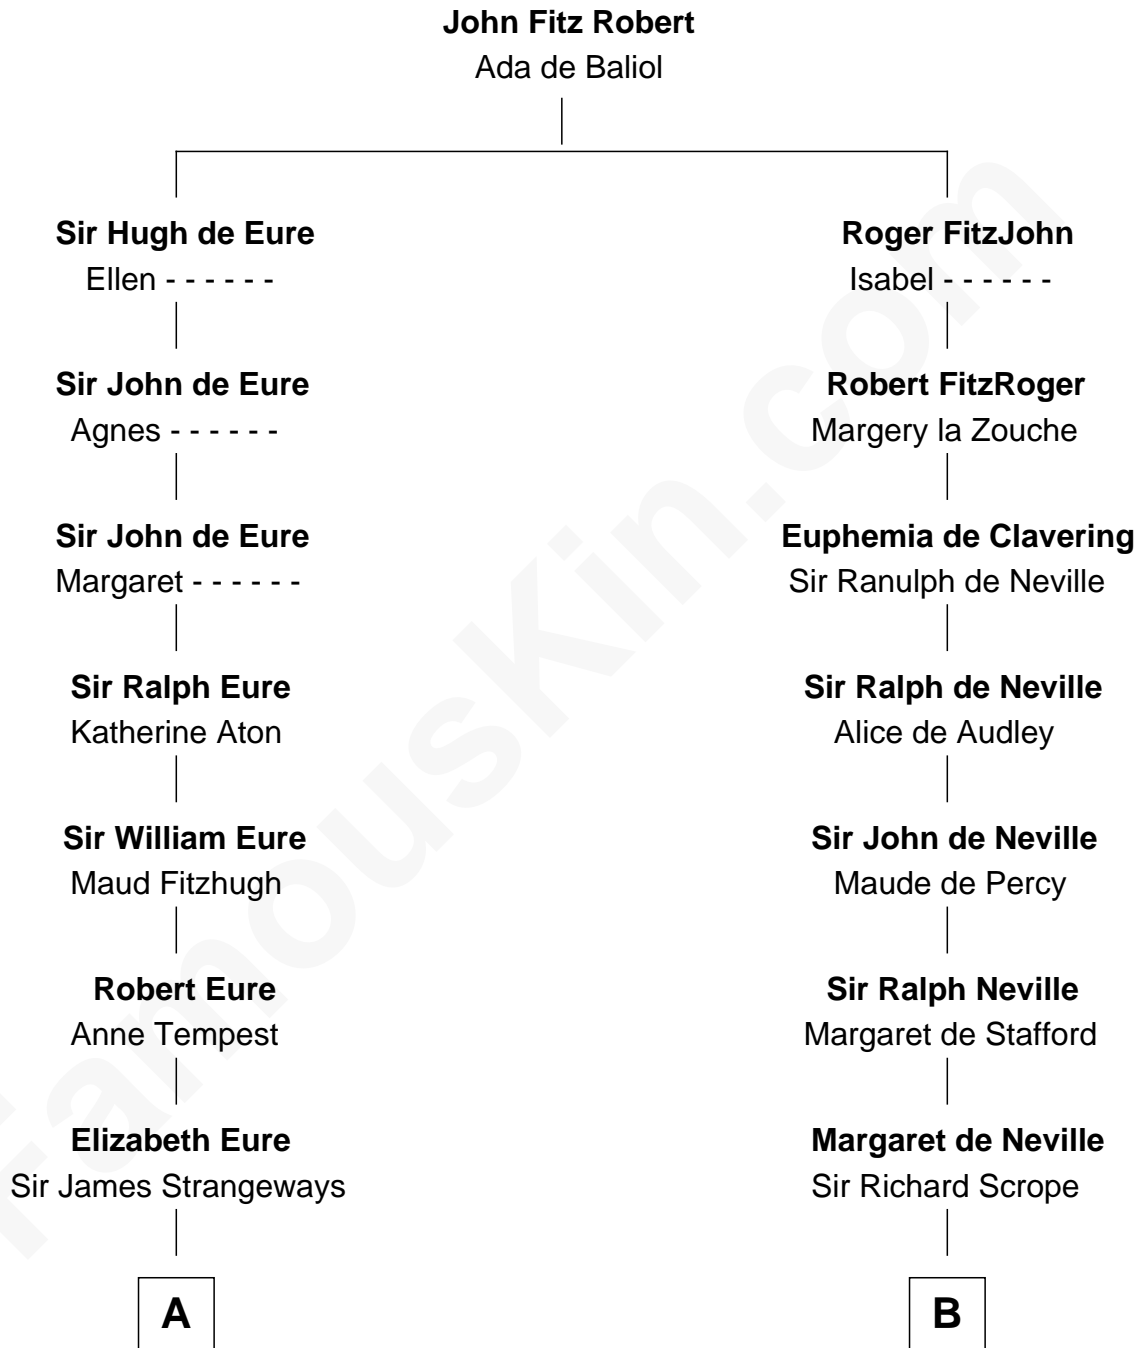 John Fitz Robert
Ada de Baliol
Sir Hugh de Eure
Ellen - - - - - -
Sir John de Eure
Agnes - - - - - -
Sir John de Eure
Margaret - - - - - -
Sir Ralph Eure
Katherine Aton
Sir William Eure
Maud Fitzhugh
Robert Eure
Anne Tempest
Elizabeth Eure
Sir James Strangeways
A
Roger FitzJohn
Isabel - - - - - -
Robert FitzRoger
Margery la Zouche
Euphemia de Clavering
Sir Ranulph de Neville
Sir Ralph de Neville
Alice de Audley
Sir John de Neville
Maude de Percy
Sir Ralph Neville
Margaret de Stafford
Margaret de Neville
Sir Richard Scrope
B
FamousKin.com